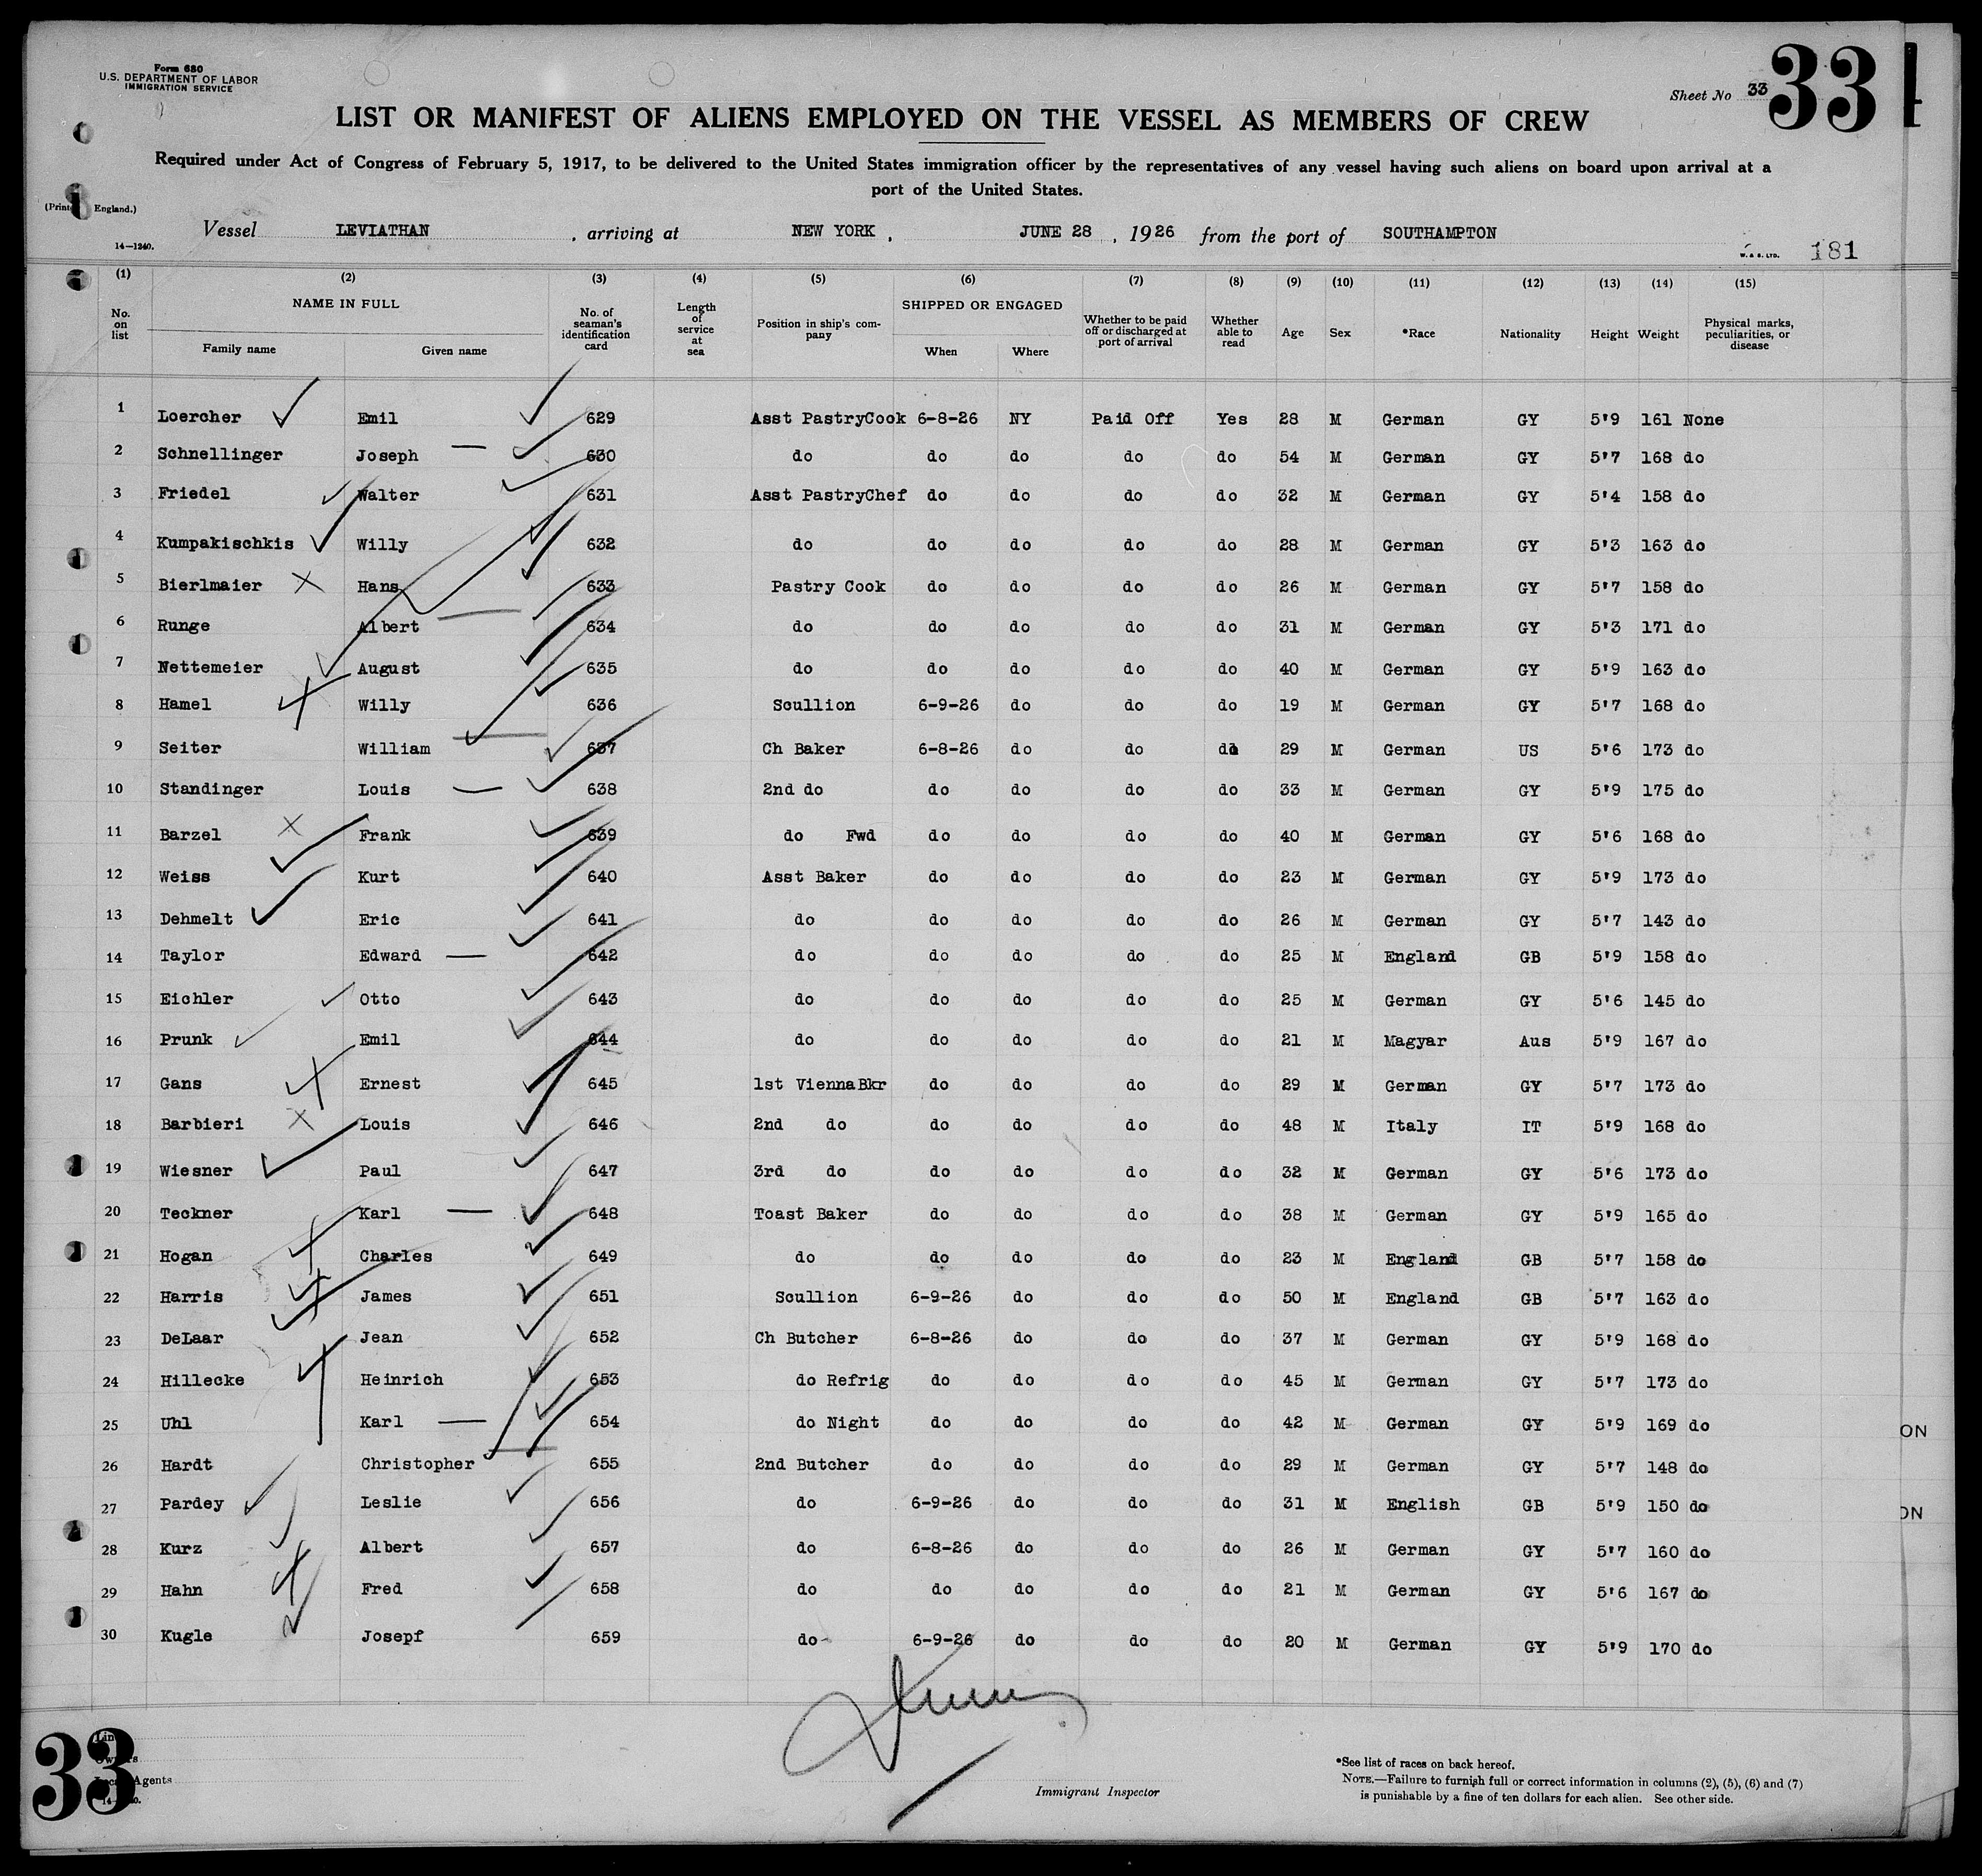 Form 680
U.S. DEPARTMENT OF LABOR
IMMIGRATION SERVICE
Sheet No 33
33
LIST OR MANIFEST OF ALIENS EMPLOYED ON THE VESSEL AS MEMBERS OF CREW
Required under Act of Congress of February 5, 1917, to be delivered to the United States immigration officer by the representatives of any vessel having such aliens on board upon arrival at a
port of the United States.
England.)
Vessel LEVIATHAN , arriving at NEW YORK , JUNE 28 , 1926 from the port of SOUTHAMPTON
14—1240.
W. & S. LTD. 181
(1) (2) (3) (4) (5) (6) (7) (8) (9) (10) (11) (12) (13) (14) (15)
No. on list NAME IN FULL Family name Given name No. of seaman's identification card Length of service at sea Position in ship's company SHIPPED OR ENGAGED When Where Whether to be paid off or discharged at port of arrival Whether able to read Age Sex *Race Nationality Height Weight Physical marks, peculiarities, or disease
1 Loercher Emil 629 Asst PastryCook 6-8-26 NY Paid Off Yes 28 M German GY 5'9 161 None
2 Schnellinger Joseph 630 do do do do do 54 M German GY 5'7 168 do
3 Friedel Walter 631 Asst PastryChef do do do do 32 M German GY 5'4 158 do
4 Kumpakischkis Willy 632 do do do do do 28 M German GY 5'3 163 do
5 Bierlmaier Hans 633 Pastry Cook do do do do 26 M German GY 5'7 158 do
6 Runge Albert 634 do do do do do 31 M German GY 5'3 171 do
7 Nettemeier August 635 do do do do do 40 M German GY 5'9 163 do
8 Hamel Willy 636 Scullion 6-9-26 do do do 19 M German GY 5'7 168 do
9 Seiter William 637 Ch Baker 6-8-26 do do do 29 M German US 5'6 173 do
10 Standinger Louis 638 2nd do do do do do 33 M German GY 5'9 175 do
11 Barzel Frank 639 do Fwd do do do do 40 M German GY 5'6 168 do
12 Weiss Kurt 640 Asst Baker do do do do 23 M German GY 5'9 173 do
13 Dehmelt Eric 641 do do do do do 26 M German GY 5'7 143 do
14 Taylor Edward 642 do do do do do 25 M England GB 5'9 158 do
15 Eichler Otto 643 do do do do do 25 M German GY 5'6 145 do
16 Prunk Emil 644 do do do do do 21 M Magyar Aus 5'9 167 do
17 Gans Ernest 645 1st ViennaBkr do do do do 29 M German GY 5'7 173 do
18 Barbieri Louis 646 2nd do do do do do 48 M Italy IT 5'9 168 do
19 Wiesner Paul 647 3rd do do do do do 32 M German GY 5'6 173 do
20 Teckner Karl 648 Toast Baker do do do do 38 M German GY 5'9 165 do
21 Hogan Charles 649 do do do do do 23 M England GB 5'7 158 do
22 Harris James 651 Scullion 6-9-26 do do do 50 M England GB 5'7 163 do
23 DeLaar Jean 652 Ch Butcher 6-8-26 do do do 37 M German GY 5'9 168 do
24 Hillecke Heinrich 653 do Refrig do do do do 45 M German GY 5'7 173 do
25 Uhl Karl 654 do Night do do do do 42 M German GY 5'9 169 do
26 Hardt Christopher 655 2nd Butcher do do do do 29 M German GY 5'7 148 do
27 Pardey Leslie 656 do 6-9-26 do do do 31 M English GB 5'9 150 do
28 Kurz Albert 657 do 6-8-26 do do do 26 M German GY 5'7 160 do
29 Hahn Fred 658 do do do do do 21 M German GY 5'6 167 do
30 Kugle Josepf 659 do 6-9-26 do do do 20 M German GY 5'9 170 do
33
Agents
Immigrant Inspector
*See list of races on back hereof.
NOTE.—Failure to furnish full or correct information in columns (2), (5), (6) and (7)
is punishable by a fine of ten dollars for each alien. See other side.
ON
ON